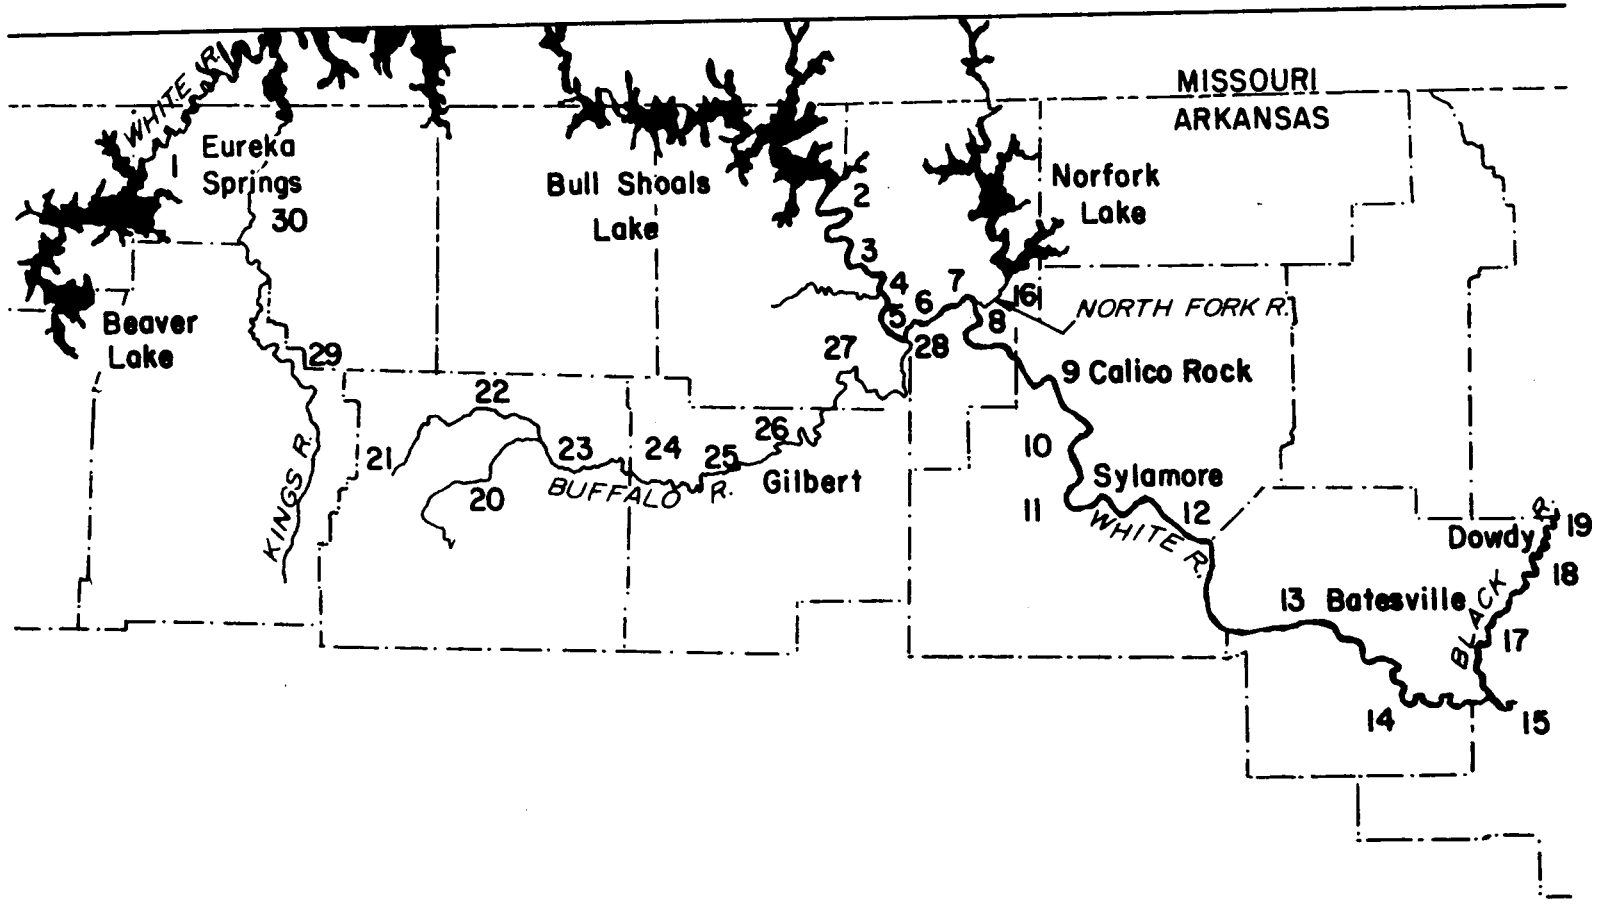 MISSOURI
ARKANSAS
WHITE R.
1
Eureka
Springs
30
Bull Shoals
Lake
2
Norfork
Lake
3
4
5
6
7
8
16
NORTH FORK R.
Beaver
Lake
29
27
28
9 Calico Rock
22
21
23
24
25
26
20
BUFFALO R.
Gilbert
KINGS R.
10
Sylamore
11
12
WHITE R.
Dowdy
R.
19
18
13 Batesville
BLACK
17
14
15